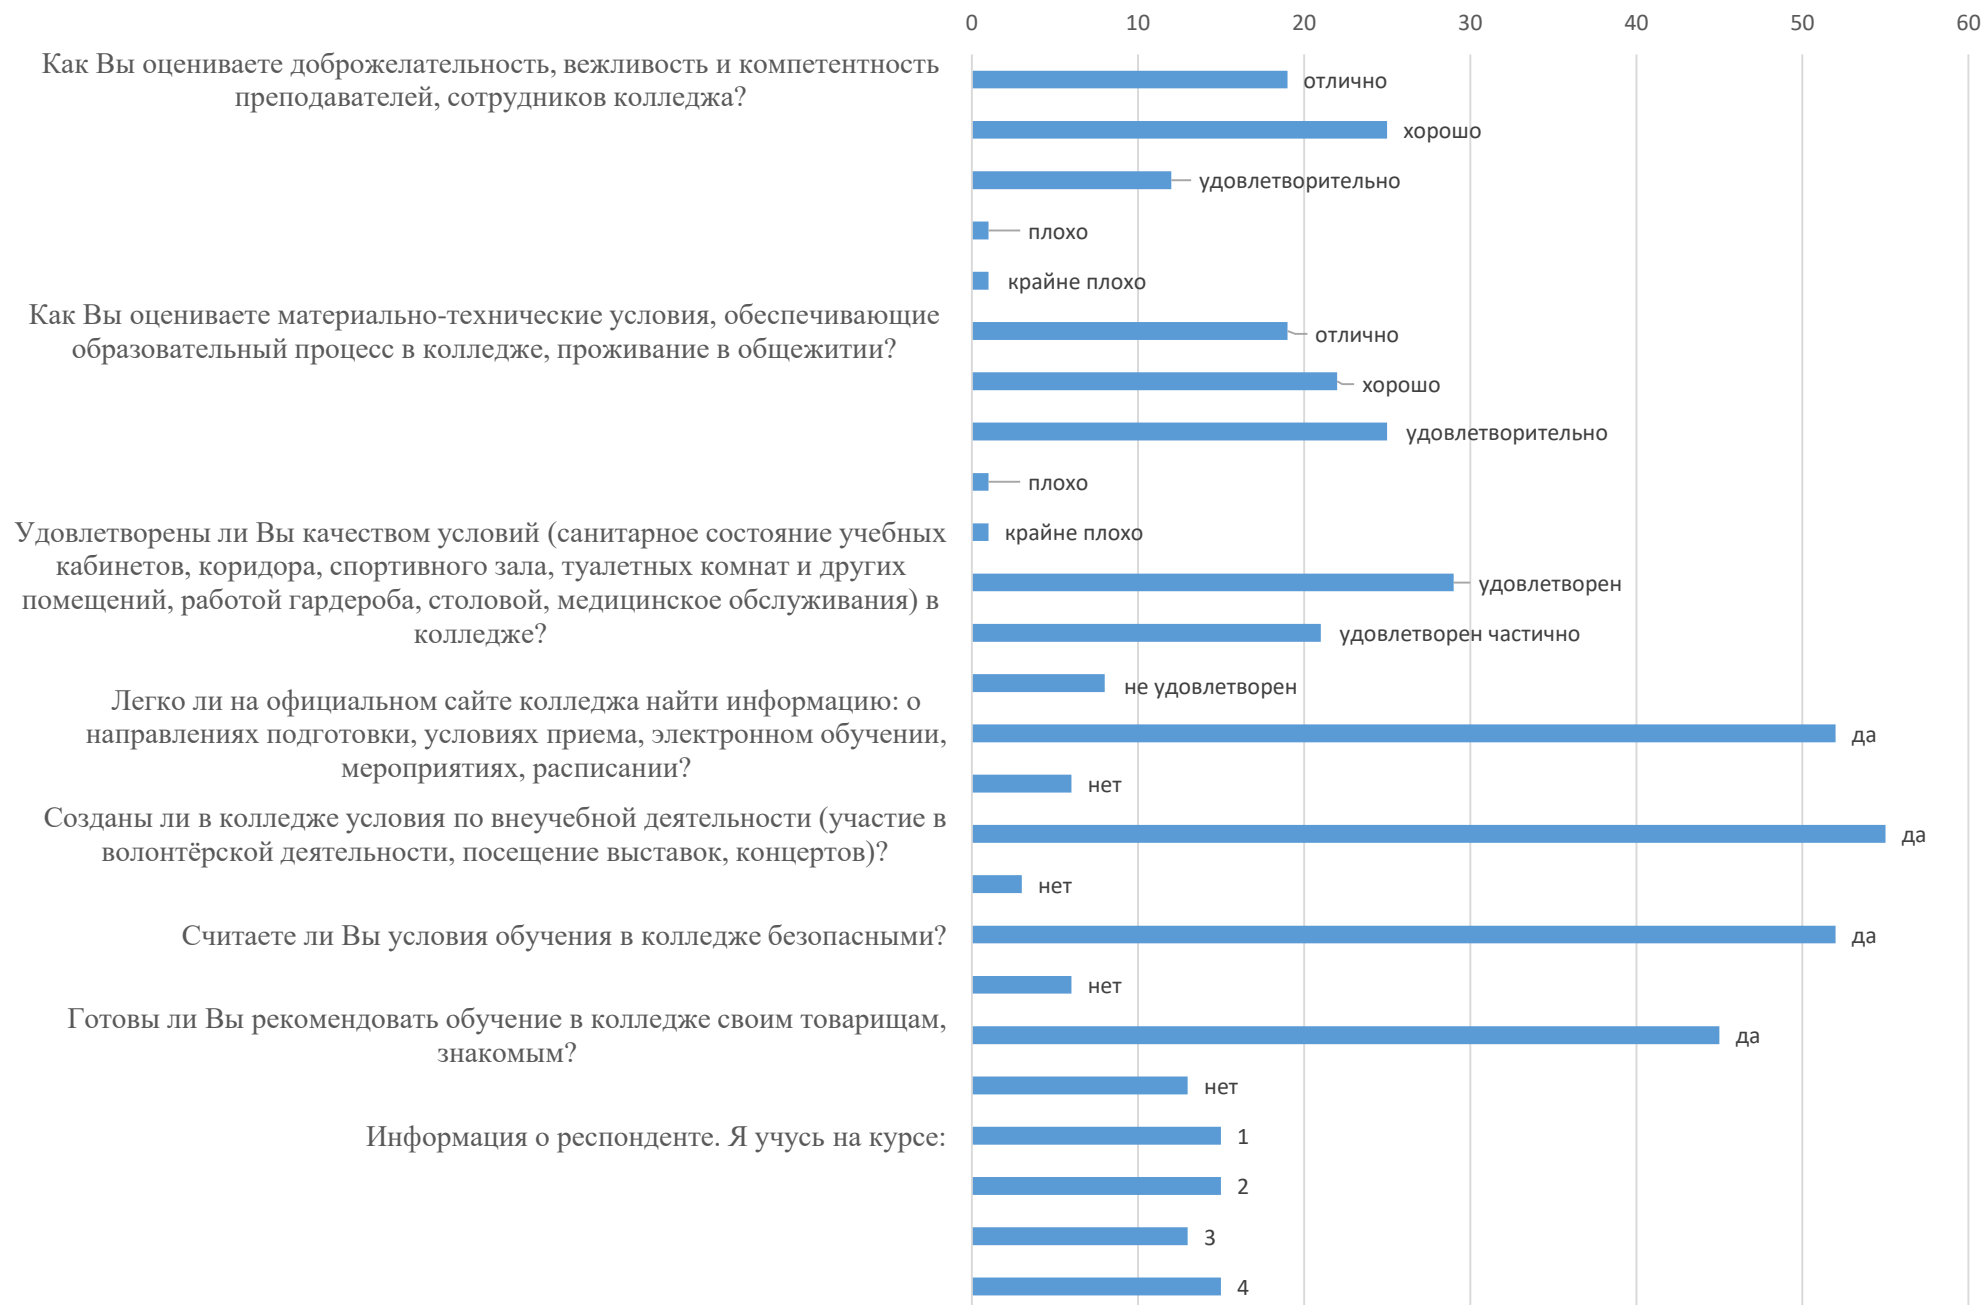 0 10 20 30 40 50 60
Как Вы оцениваете доброжелательность, вежливость и компетентность
преподавателей, сотрудников колледжа?
отлично
хорошо
удовлетворительно
плохо
крайне плохо
Как Вы оцениваете материально-технические условия, обеспечивающие
образовательный процесс в колледже, проживание в общежитии?
отлично
хорошо
удовлетворительно
плохо
крайне плохо
Удовлетворены ли Вы качеством условий (санитарное состояние учебных
кабинетов, коридора, спортивного зала, туалетных комнат и других
помещений, работой гардероба, столовой, медицинское обслуживания) в
колледже?
удовлетворен
удовлетворен частично
не удовлетворен
Легко ли на официальном сайте колледжа найти информацию: о
направлениях подготовки, условиях приема, электронном обучении,
мероприятиях, расписании?
да
нет
Созданы ли в колледже условия по внеучебной деятельности (участие в
волонтёрской деятельности, посещение выставок, концертов)?
да
нет
Считаете ли Вы условия обучения в колледже безопасными?
да
нет
Готовы ли Вы рекомендовать обучение в колледже своим товарищам,
знакомым?
да
нет
Информация о респонденте. Я учусь на курсе:
1
2
3
4